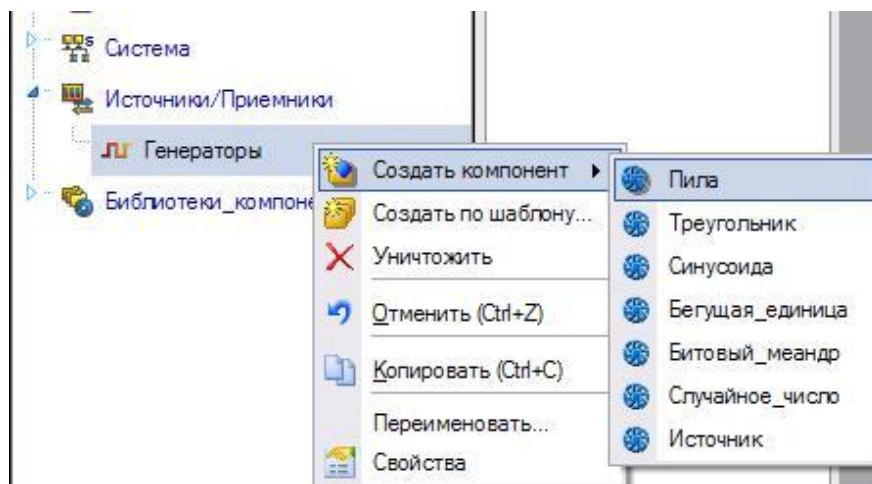 Система
Источники/Приемники
Генераторы
Библиотеки_компоне
Создать компонент
Создать по шаблону...
Уничтожить
Отменить (Ctrl+Z)
Копировать (Ctrl+C)
Переименовать...
Свойства
Пила
Треугольник
Синусоида
Бегущая_единица
Битовый_меандр
Случайное_число
Источник